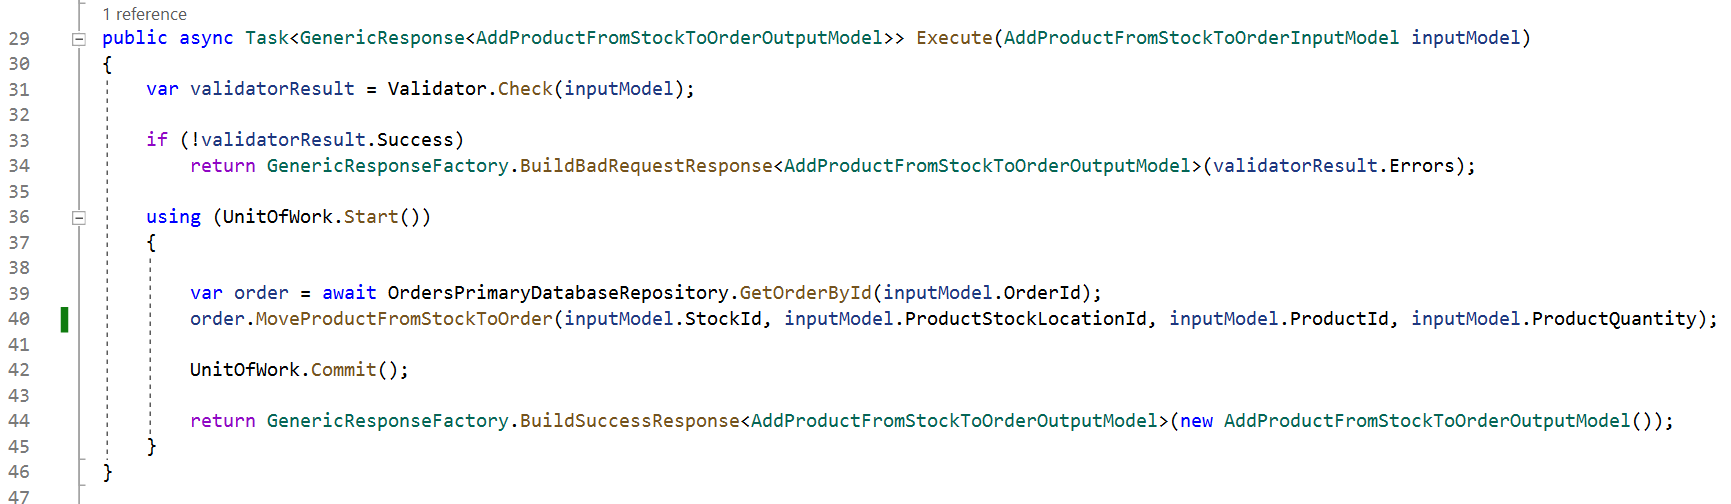 1 reference
29 public async Task<GenericResponse<AddProductFromStockToOrderOutputModel>> Execute(AddProductFromStockToOrderInputModel inputModel)
30 {
31 var validatorResult = Validator.Check(inputModel);
32
33 if (!validatorResult.Success)
34 return GenericResponseFactory.BuildBadRequestResponse<AddProductFromStockToOrderOutputModel>(validatorResult.Errors);
35
36 using (UnitOfWork.Start())
37 {
38
39 var order = await OrdersPrimaryDatabaseRepository.GetOrderById(inputModel.OrderId);
40 order.MoveProductFromStockToOrder(inputModel.StockId, inputModel.ProductStockLocationId, inputModel.ProductId, inputModel.ProductQuantity);
41
42 UnitOfWork.Commit();
43
44 return GenericResponseFactory.BuildSuccessResponse<AddProductFromStockToOrderOutputModel>(new AddProductFromStockToOrderOutputModel());
45 }
46 }
47